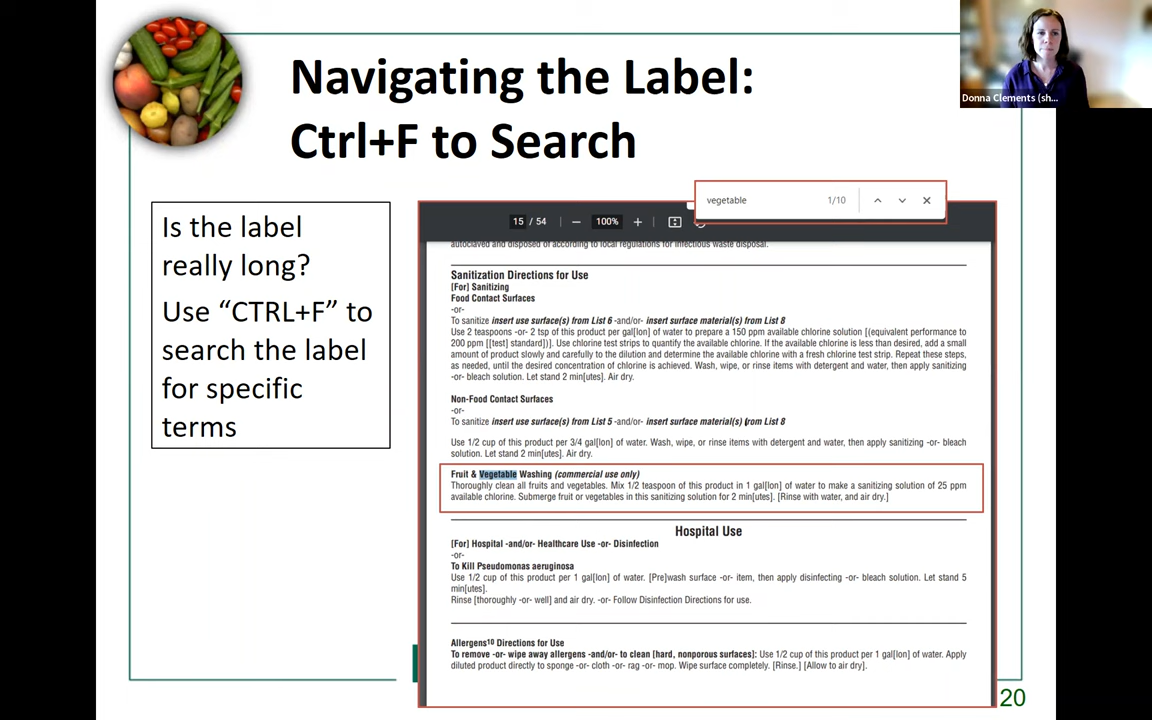 Navigating the Label:
Ctrl+F to Search
Donna Clements (sh...
Is the label
really long?
Use “CTRL+F” to
search the label
for specific
terms
vegetable 1/10
15 / 54 100%
autoclaved and disposed of according to local regulations for infectious waste disposal.
Sanitization Directions for Use
[For] Sanitizing
Food Contact Surfaces
-or-
To sanitize insert use surface(s) from List 6 -and/or- insert surface material(s) from List 8
Use 2 teaspoons -or- 2 tsp of this product per gal[lon] of water to prepare a 150 ppm available chlorine solution [(equivalent performance to
200 ppm [[test] standard])]. Use chlorine test strips to quantify the available chlorine. If the available chlorine is less than desired, add a small
amount of product slowly and carefully to the dilution and determine the available chlorine with a fresh chlorine test strip. Repeat these steps,
as needed, until the desired concentration of chlorine is achieved. Wash, wipe, or rinse items with detergent and water, then apply sanitizing
-or- bleach solution. Let stand 2 min[utes]. Air dry.
Non-Food Contact Surfaces
-or-
To sanitize insert use surface(s) from List 5 -and/or- insert surface material(s) from List 8
Use 1/2 cup of this product per 3/4 gal[lon] of water. Wash, wipe, or rinse items with detergent and water, then apply sanitizing -or- bleach
solution. Let stand 2 min[utes]. Air dry.
Fruit & Vegetable Washing (commercial use only)
Thoroughly clean all fruits and vegetables. Mix 1/2 teaspoon of this product in 1 gal[lon] of water to make a sanitizing solution of 25 ppm
available chlorine. Submerge fruit or vegetables in this sanitizing solution for 2 min[utes]. [Rinse with water, and air dry.]
Hospital Use
[For] Hospital -and/or- Healthcare Use -or- Disinfection
-or-
To Kill Pseudomonas aeruginosa
Use 1/2 cup of this product per 1 gal[lon] of water. [Pre]wash surface -or- item, then apply disinfecting -or- bleach solution. Let stand 5
min[utes].
Rinse [thoroughly -or- well] and air dry. -or- Follow Disinfection Directions for use.
Allergens10 Directions for Use
To remove -or- wipe away allergens -and/or- to clean [hard, nonporous surfaces]: Use 1/2 cup of this product per 1 gal[lon] of water. Apply
diluted product directly to sponge -or- cloth -or- rag -or- mop. Wipe surface completely. [Rinse.] [Allow to air dry].
20